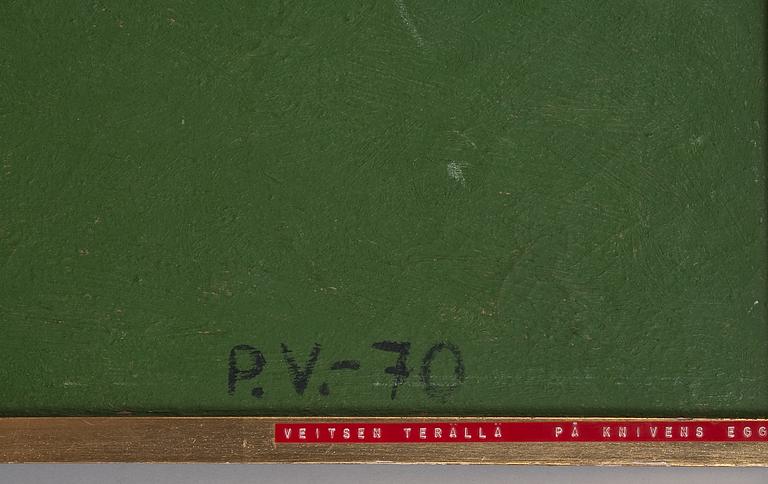 P.V.-70
VEITSEN TERÄLLÄ PÅ KNIVENS EGG